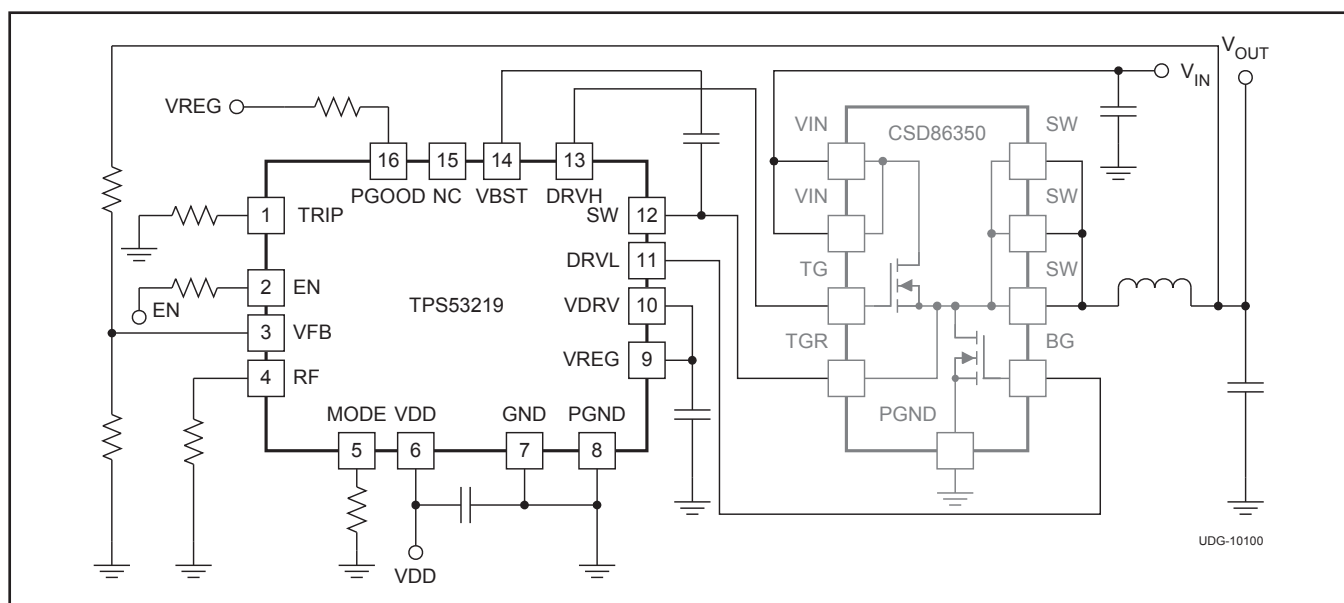 VOUT
VIN
VREG
VIN
CSD86350
SW
16 15 14 13
PGOOD NC VBST DRVH
VIN
SW
1 TRIP
SW 12
DRVL 11
TG
SW
2 EN
EN
TPS53219
VDRV 10
3 VFB
TGR
BG
VREG 9
4 RF
MODE VDD GND PGND
PGND
5 6 7 8
VDD
UDG-10100